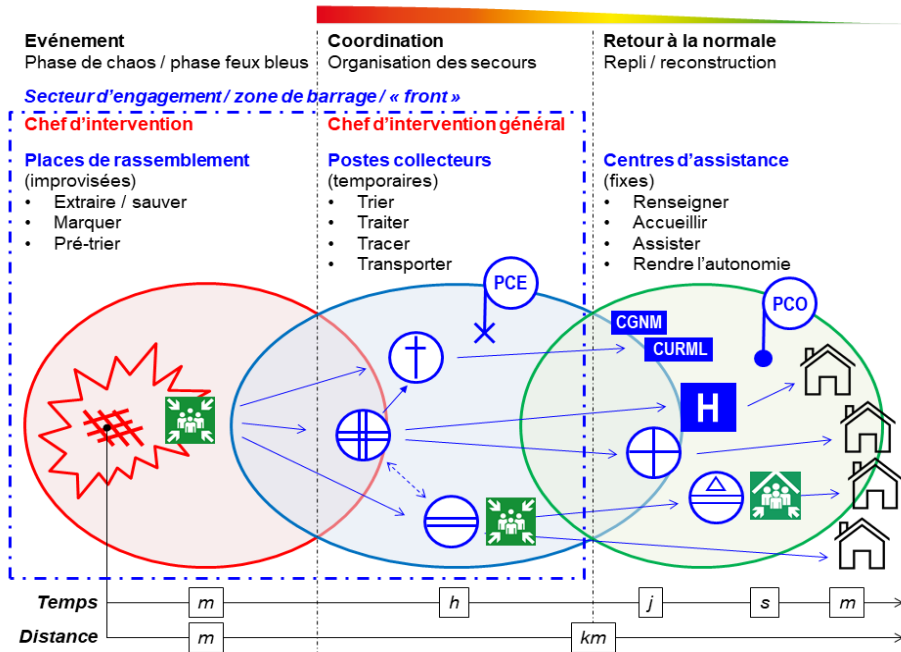 Evénement
Phase de chaos / phase feux bleus
Coordination
Organisation des secours
Retour à la normale
Repli / reconstruction
Secteur d'engagement / zone de barrage / « front »
Chef d'intervention
Chef d'intervention général
Places de rassemblement
(improvisées)
• Extraire / sauver
• Marquer
• Pré-trier
Postes collecteurs
(temporaires)
• Trier
• Traiter
• Tracer
• Transporter
Centres d'assistance
(fixes)
• Renseigner
• Accueillir
• Assister
• Rendre l'autonomie
PCE
PCO
CGNM
CURML
H
Temps
m
h
j
s
m
Distance
m
km